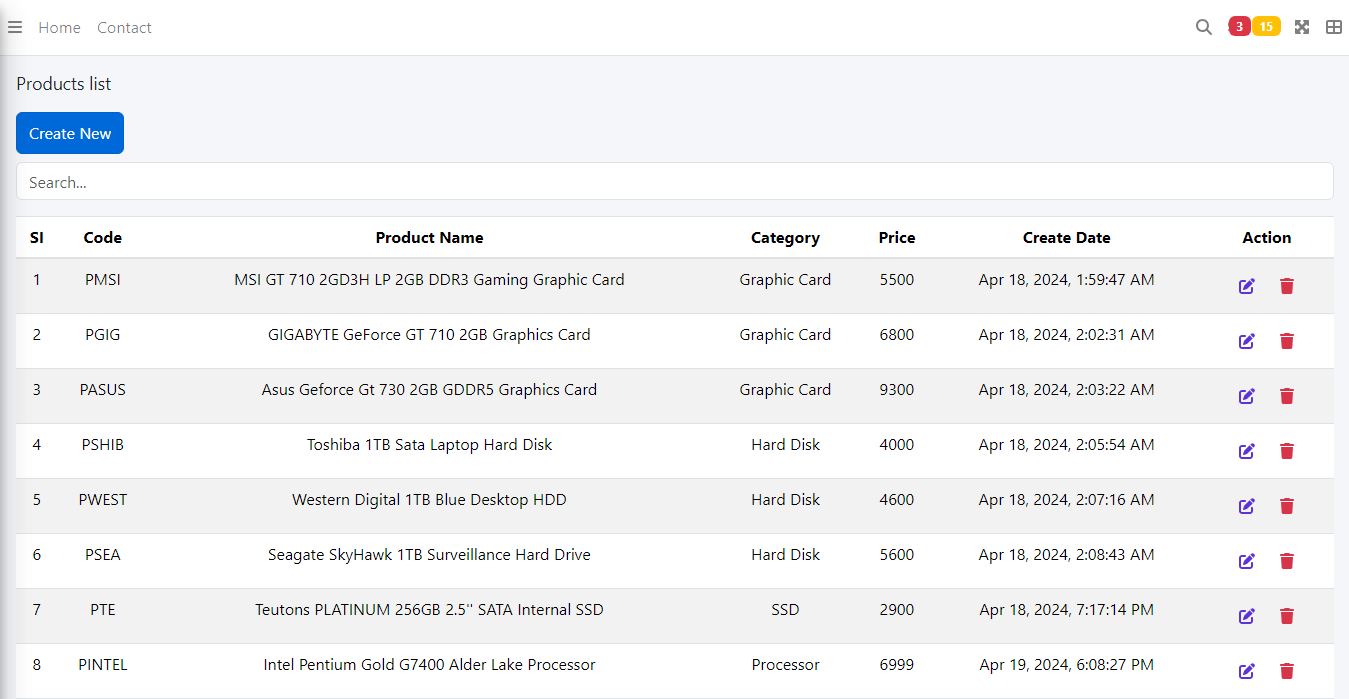 Home Contact 3 15
Products list
Create New
Search...
SI Code Product Name Category Price Create Date Action
1 PMSI MSI GT 710 2GD3H LP 2GB DDR3 Gaming Graphic Card Graphic Card 5500 Apr 18, 2024, 1:59:47 AM
2 PGIG GIGABYTE GeForce GT 710 2GB Graphics Card Graphic Card 6800 Apr 18, 2024, 2:02:31 AM
3 PASUS Asus Geforce Gt 730 2GB GDDR5 Graphics Card Graphic Card 9300 Apr 18, 2024, 2:03:22 AM
4 PSHIB Toshiba 1TB Sata Laptop Hard Disk Hard Disk 4000 Apr 18, 2024, 2:05:54 AM
5 PWEST Western Digital 1TB Blue Desktop HDD Hard Disk 4600 Apr 18, 2024, 2:07:16 AM
6 PSEA Seagate SkyHawk 1TB Surveillance Hard Drive Hard Disk 5600 Apr 18, 2024, 2:08:43 AM
7 PTE Teutons PLATINUM 256GB 2.5'' SATA Internal SSD SSD 2900 Apr 18, 2024, 7:17:14 PM
8 PINTEL Intel Pentium Gold G7400 Alder Lake Processor Processor 6999 Apr 19, 2024, 6:08:27 PM